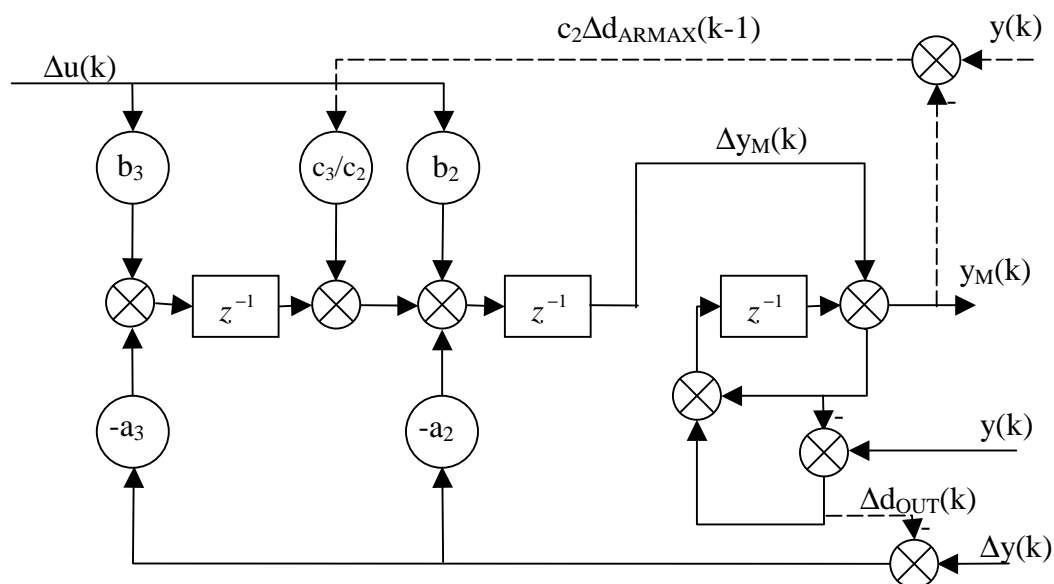 c₂Δd_ARMAX(k-1)
y(k)
Δu(k)
-
b₃
c₃/c₂
b₂
Δy_M(k)
y_M(k)
z⁻¹
z⁻¹
z⁻¹
-a₃
-a₂
-
y(k)
Δd_OUT(k)
-
Δy(k)